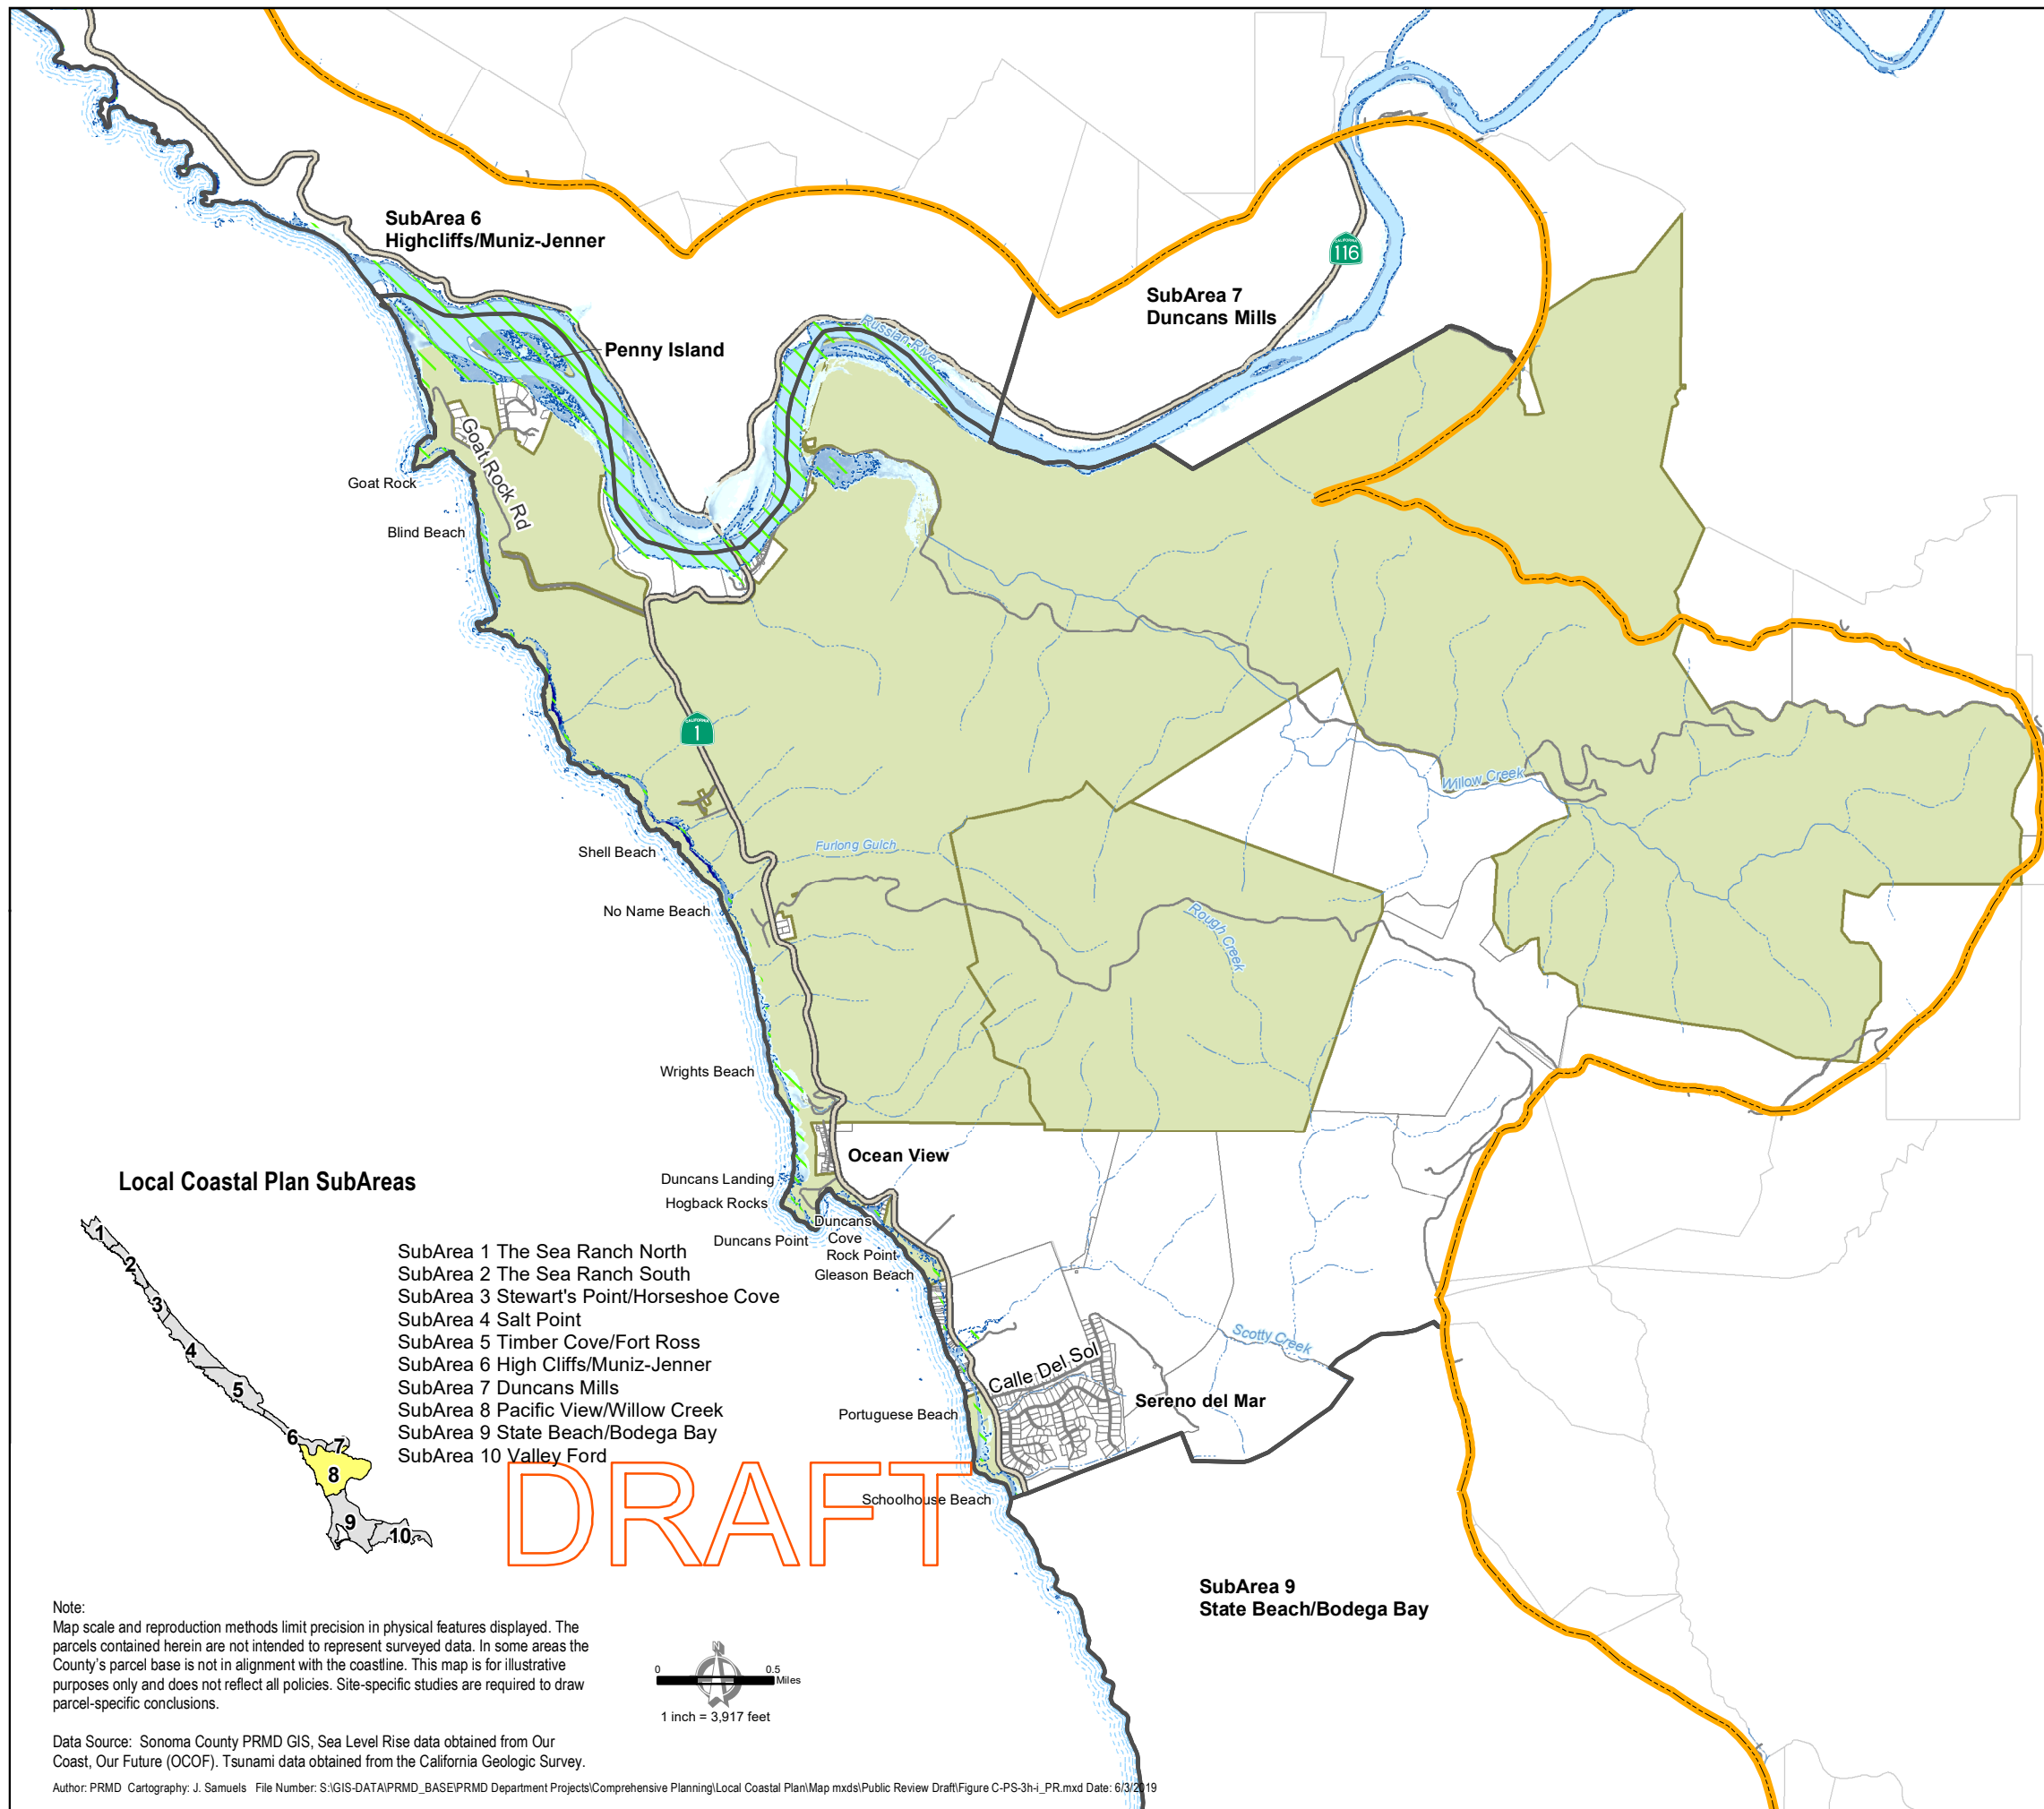 SubArea 6
Highcliffs/Muniz-Jenner
116
SubArea 7
Duncans Mills
Russian River
Penny Island
Goat Rock Rd
Goat Rock
Blind Beach
CALIFORNIA
1
Willow Creek
Furlong Gulch
Shell Beach
No Name Beach
Rough Creek
Wrights Beach
Ocean View
Duncans Landing
Hogback Rocks
Duncans
Cove
Duncans Point
Rock Point
Gleason Beach
Scotty Creek
Calle Del Sol
Sereno del Mar
Portuguese Beach
Schoolhouse Beach
SubArea 9
State Beach/Bodega Bay
Local Coastal Plan SubAreas
1
2
3
4
5
6
7
8
9
10
SubArea 1 The Sea Ranch North
SubArea 2 The Sea Ranch South
SubArea 3 Stewart's Point/Horseshoe Cove
SubArea 4 Salt Point
SubArea 5 Timber Cove/Fort Ross
SubArea 6 High Cliffs/Muniz-Jenner
SubArea 7 Duncans Mills
SubArea 8 Pacific View/Willow Creek
SubArea 9 State Beach/Bodega Bay
SubArea 10 Valley Ford
DRAFT
Note:
Map scale and reproduction methods limit precision in physical features displayed. The
parcels contained herein are not intended to represent surveyed data. In some areas the
County's parcel base is not in alignment with the coastline. This map is for illustrative
purposes only and does not reflect all policies. Site-specific studies are required to draw
parcel-specific conclusions.
N
0 0.5
Miles
1 inch = 3,917 feet
Data Source: Sonoma County PRMD GIS, Sea Level Rise data obtained from Our
Coast, Our Future (OCOF). Tsunami data obtained from the California Geologic Survey.
Author: PRMD Cartography: J. Samuels File Number: S:\GIS-DATA\PRMD_BASE\PRMD Department Projects\Comprehensive Planning\Local Coastal Plan\Map mxds\Public Review Draft\Figure C-PS-3h-i_PR.mxd Date: 6/3/2019